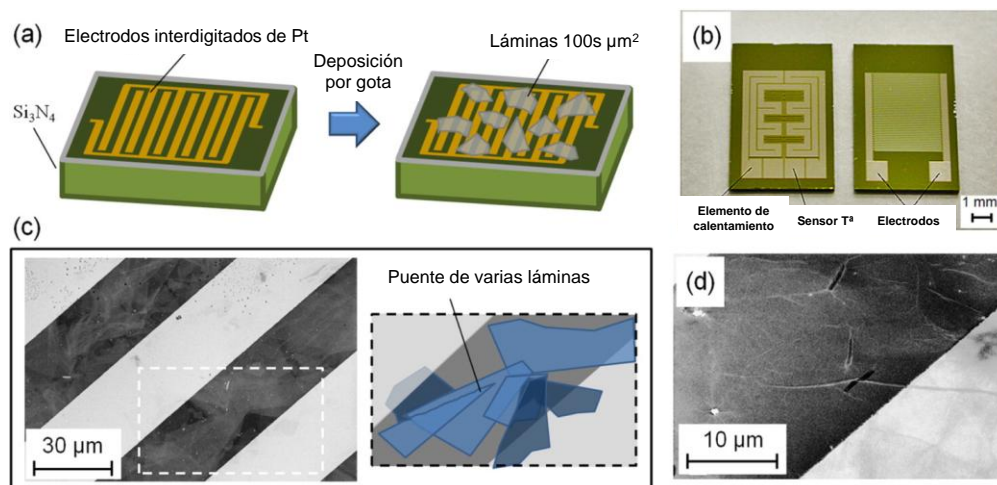 (a)
Electrodos interdigitados de Pt
Deposición
por gota
Láminas 100s µm²
Si₃N₄
(b)
Elemento de
calentamiento
Sensor Tª
Electrodos
1 mm
(c)
Puente de varias láminas
30 µm
(d)
10 µm